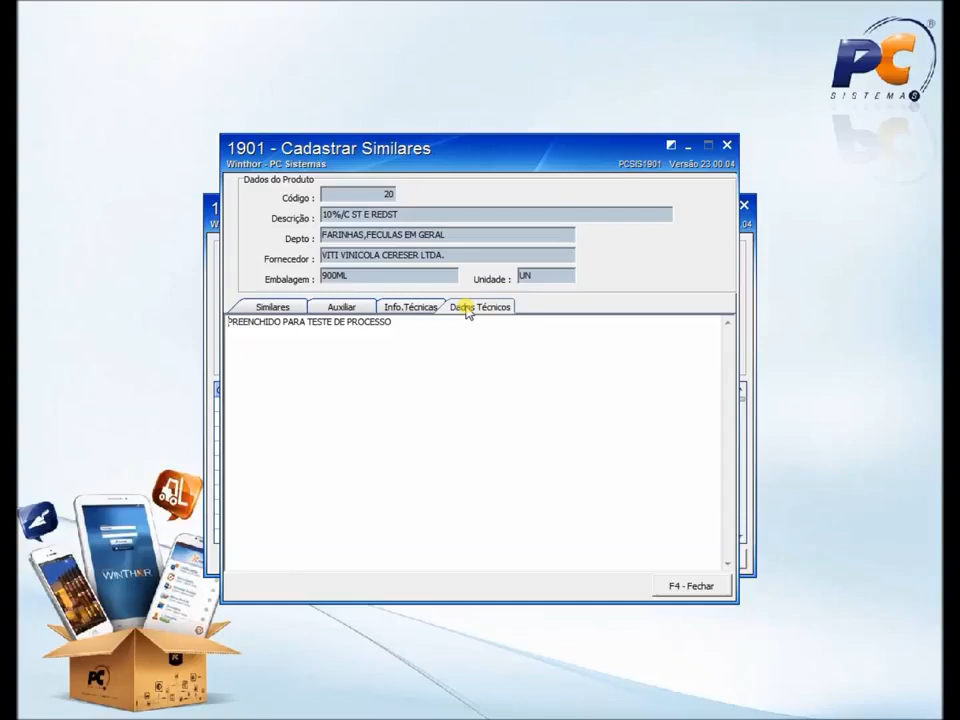 PC
SISTEMAS
®
1901 - Cadastrar Similares
Winthor - PC Sistemas
PCSIS1901 Versão 23.00.04
Dados do Produto
Código : 20
Descrição : 10%/C ST E REDST
Depto : FARINHAS,FECULAS EM GERAL
Fornecedor : VITI VINICOLA CERESER LTDA.
Embalagem : 900ML Unidade : UN
Similares Auxiliar Info.Técnicas Dados Técnicos
PREENCHIDO PARA TESTE DE PROCESSO
F4 - Fechar
WINTHOR
PC